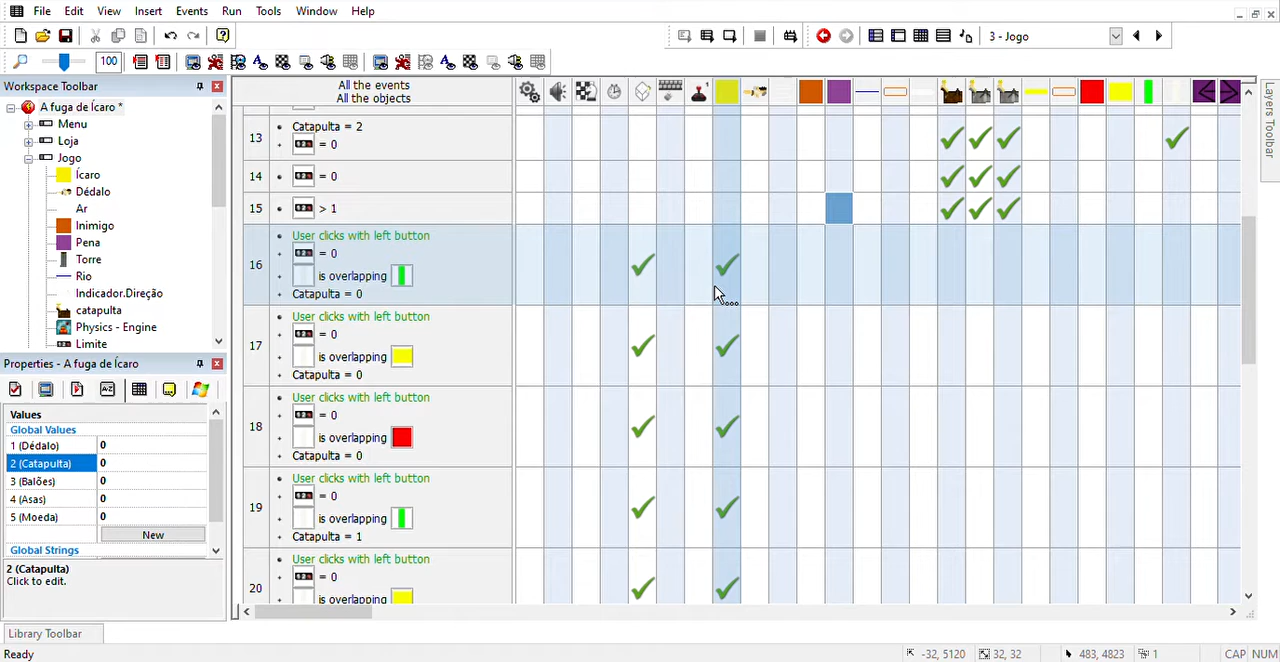 File Edit View Insert Events Run Tools Window Help
3 - Jogo
100
Workspace Toolbar
A fuga de Ícaro *
Menu
Loja
Jogo
Ícaro
Dédalo
Ar
Inimigo
Pena
Torre
Rio
Indicador.Direção
catapulta
Physics - Engine
Limite
Properties - A fuga de Ícaro
Values
Global Values
1 (Dédalo) 0
2 (Catapulta) 0
3 (Balões) 0
4 (Asas) 0
5 (Moeda) 0
New
Global Strings
2 (Catapulta)
Click to edit.
Library Toolbar
Ready
All the events
All the objects
13
Catapulta = 2
= 0
14
= 0
15
> 1
16
User clicks with left button
= 0
is overlapping
Catapulta = 0
17
User clicks with left button
= 0
is overlapping
Catapulta = 0
18
User clicks with left button
= 0
is overlapping
Catapulta = 0
19
User clicks with left button
= 0
is overlapping
Catapulta = 1
20
User clicks with left button
= 0
is overlapping
Layers Toolbar
-32, 5120 32, 32 483, 4823 1 CAP NUM